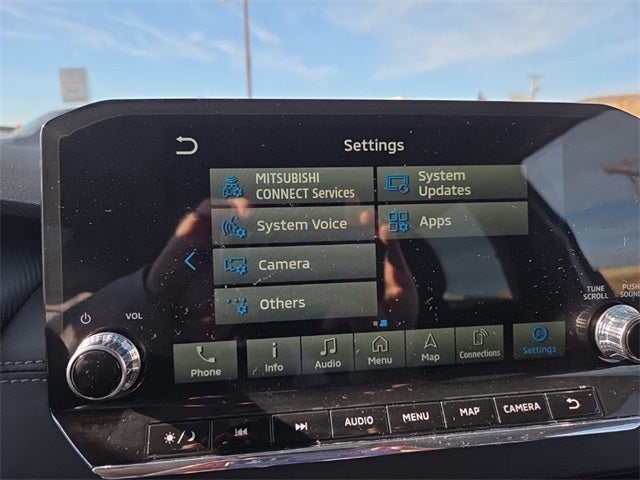 Settings
MITSUBISHI
CONNECT Services
System
Updates
System Voice
Apps
Camera
Others
TUNE
SCROLL
PUSH
SOUND
VOL
Phone
Info
Audio
Menu
Map
Connections
Settings
AUDIO
MENU
MAP
CAMERA